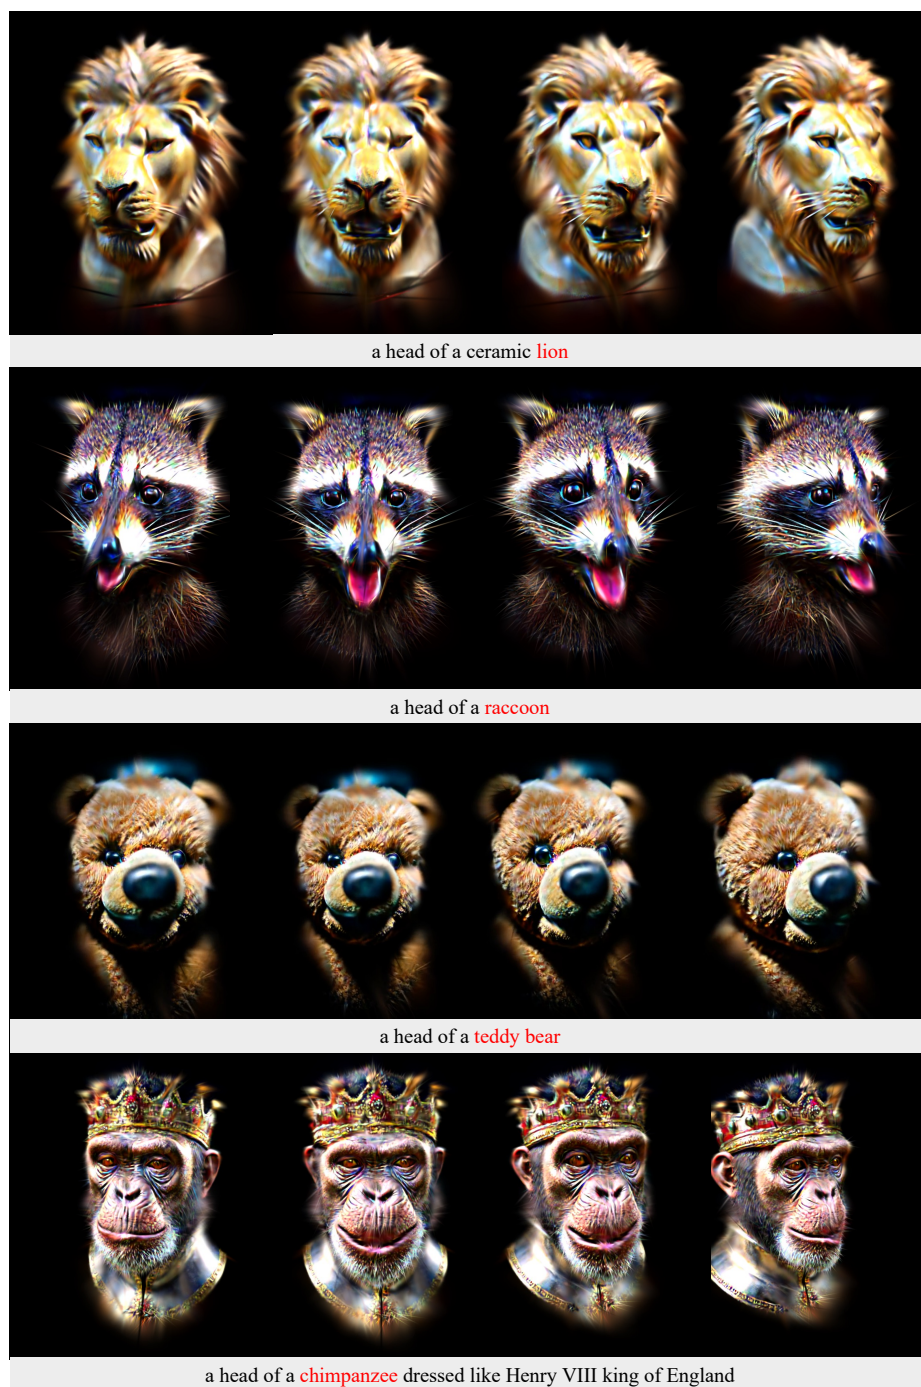 a head of a ceramic lion
a head of a raccoon
a head of a teddy bear
a head of a chimpanzee dressed like Henry VIII king of England